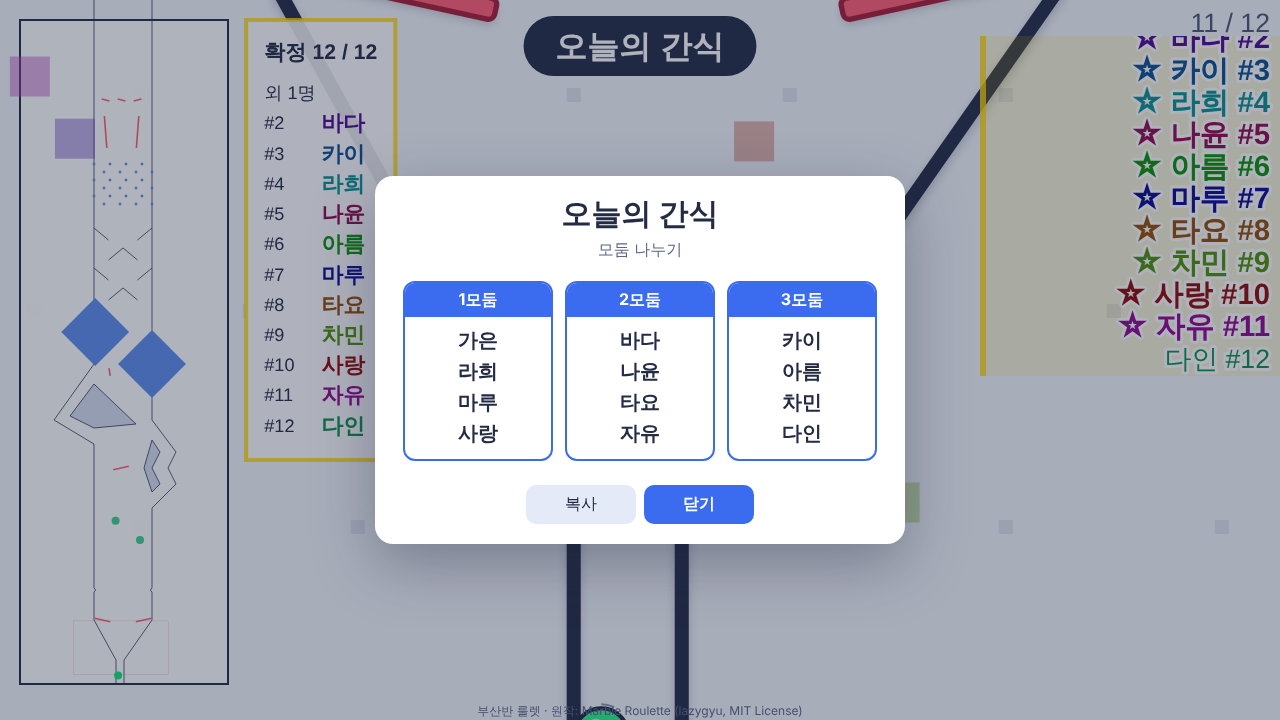 확정 12 / 12
외 1명
#2 바다
#3 카이
#4 라희
#5 나윤
#6 아름
#7 마루
#8 타요
#9 차민
#10 사랑
#11 자유
#12 다인
오늘의 간식
11 / 12
바다 #2
카이 #3
라희 #4
나윤 #5
아름 #6
마루 #7
타요 #8
차민 #9
사랑 #10
자유 #11
다인 #12
오늘의 간식
모둠 나누기
1모둠
가은
라희
마루
사랑
2모둠
바다
나윤
타요
자유
3모둠
카이
아름
차민
다인
복사
닫기
부산반 룰렛 · 원작: Marble Roulette (lazygyu, MIT License)